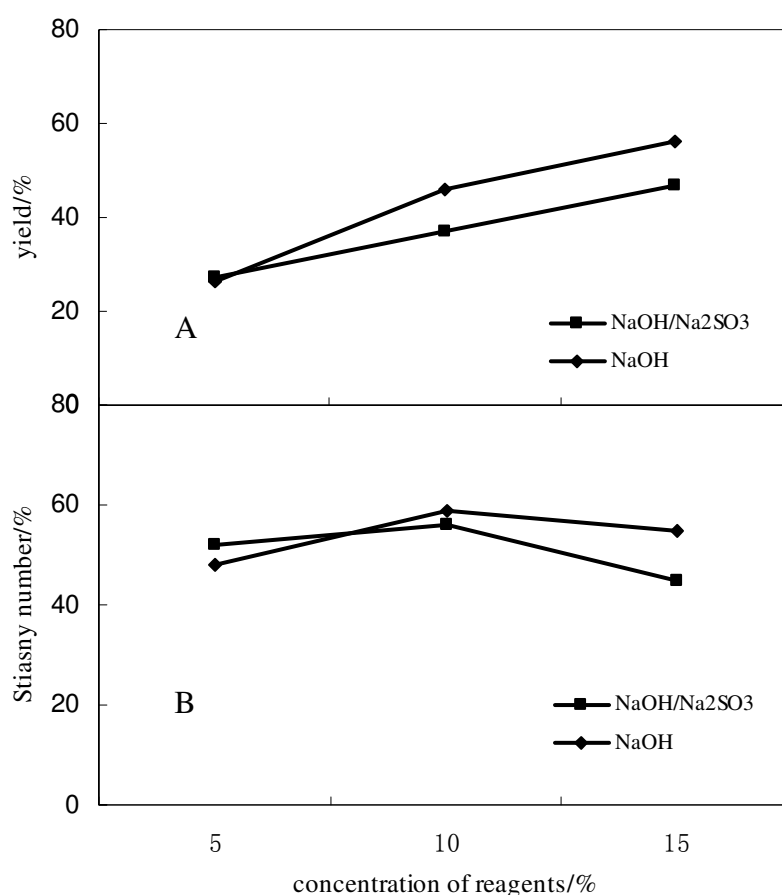 80
60
yield/%
40
20
A
NaOH/Na2SO3
NaOH
80
60
Stiasny number/%
40
20
B
NaOH/Na2SO3
NaOH
0
5 10 15
concentration of reagents/%